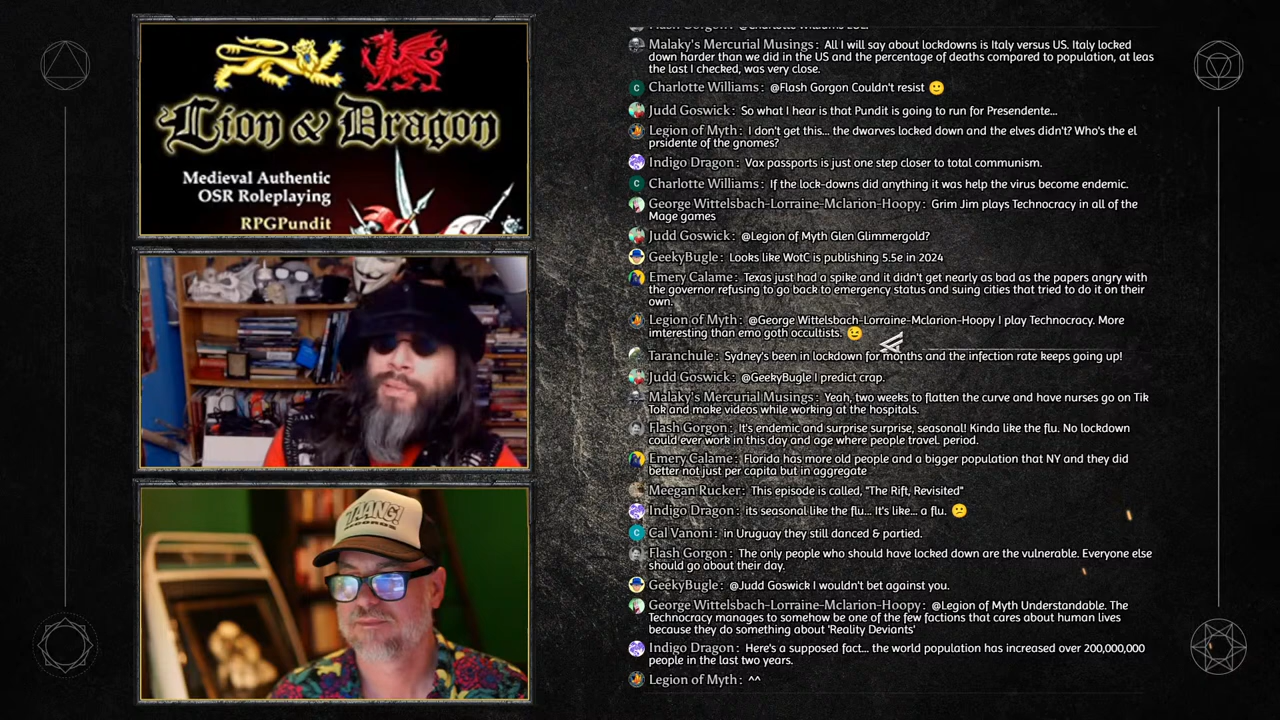 Lion & Dragon
Medieval Authentic
OSR Roleplaying
RPGPundit
TAANG!
RECORDS
Malaky's Mercurial Musings: All I will say about lockdowns is Italy versus US. Italy locked
down harder than we did in the US and the percentage of deaths compared to population, at leas
the last I checked, was very close.
C Charlotte Williams: @Flash Gorgon Couldn't resist 🙂
Judd Goswick: So what I hear is that Pundit is going to run for Presendente...
Legion of Myth: I don't get this... the dwarves locked down and the elves didn't? Who's the el
prsidente of the gnomes?
Indigo Dragon: Vax passports is just one step closer to total communism.
C Charlotte Williams: If the lock-downs did anything it was help the virus become endemic.
George Wittelsbach-Lorraine-Mclarion-Hoopy: Grim Jim plays Technocracy in all of the
Mage games
Judd Goswick: @Legion of Myth Glen Glimmergold?
GeekyBugle: Looks like WotC is publishing 5.5e in 2024
Emery Calame: Texas just had a spike and it didn't get nearly as bad as the papers angry with
the governor refusing to go back to emergency status and suing cities that tried to do it on their
own.
Legion of Myth: @George Wittelsbach-Lorraine-Mclarion-Hoopy I play Technocracy. More
interesting than emo goth occultists. 😉
Taranchule: Sydney's been in lockdown for months and the infection rate keeps going up!
Judd Goswick: @GeekyBugle I predict crap.
Malaky's Mercurial Musings: Yeah, two weeks to flatten the curve and have nurses go on Tik
Tok and make videos while working at the hospitals.
Flash Gorgon: It's endemic and surprise surprise, seasonal! Kinda like the flu. No lockdown
could ever work in this day and age where people travel. period.
Emery Calame: Florida has more old people and a bigger population that NY and they did
better not just per capita but in aggregate
Meegan Rucker: This episode is called, "The Rift, Revisited"
Indigo Dragon: its seasonal like the flu... It's like... a flu. 😕
C Cal Vanoni: in Uruguay they still danced & partied.
Flash Gorgon: The only people who should have locked down are the vulnerable. Everyone else
should go about their day.
GeekyBugle: @Judd Goswick I wouldn't bet against you.
George Wittelsbach-Lorraine-Mclarion-Hoopy: @Legion of Myth Understandable. The
Technocracy manages to somehow be one of the few factions that cares about human lives
because they do something about 'Reality Deviants'
Indigo Dragon: Here's a supposed fact... the world population has increased over 200,000,000
people in the last two years.
Legion of Myth: ^^